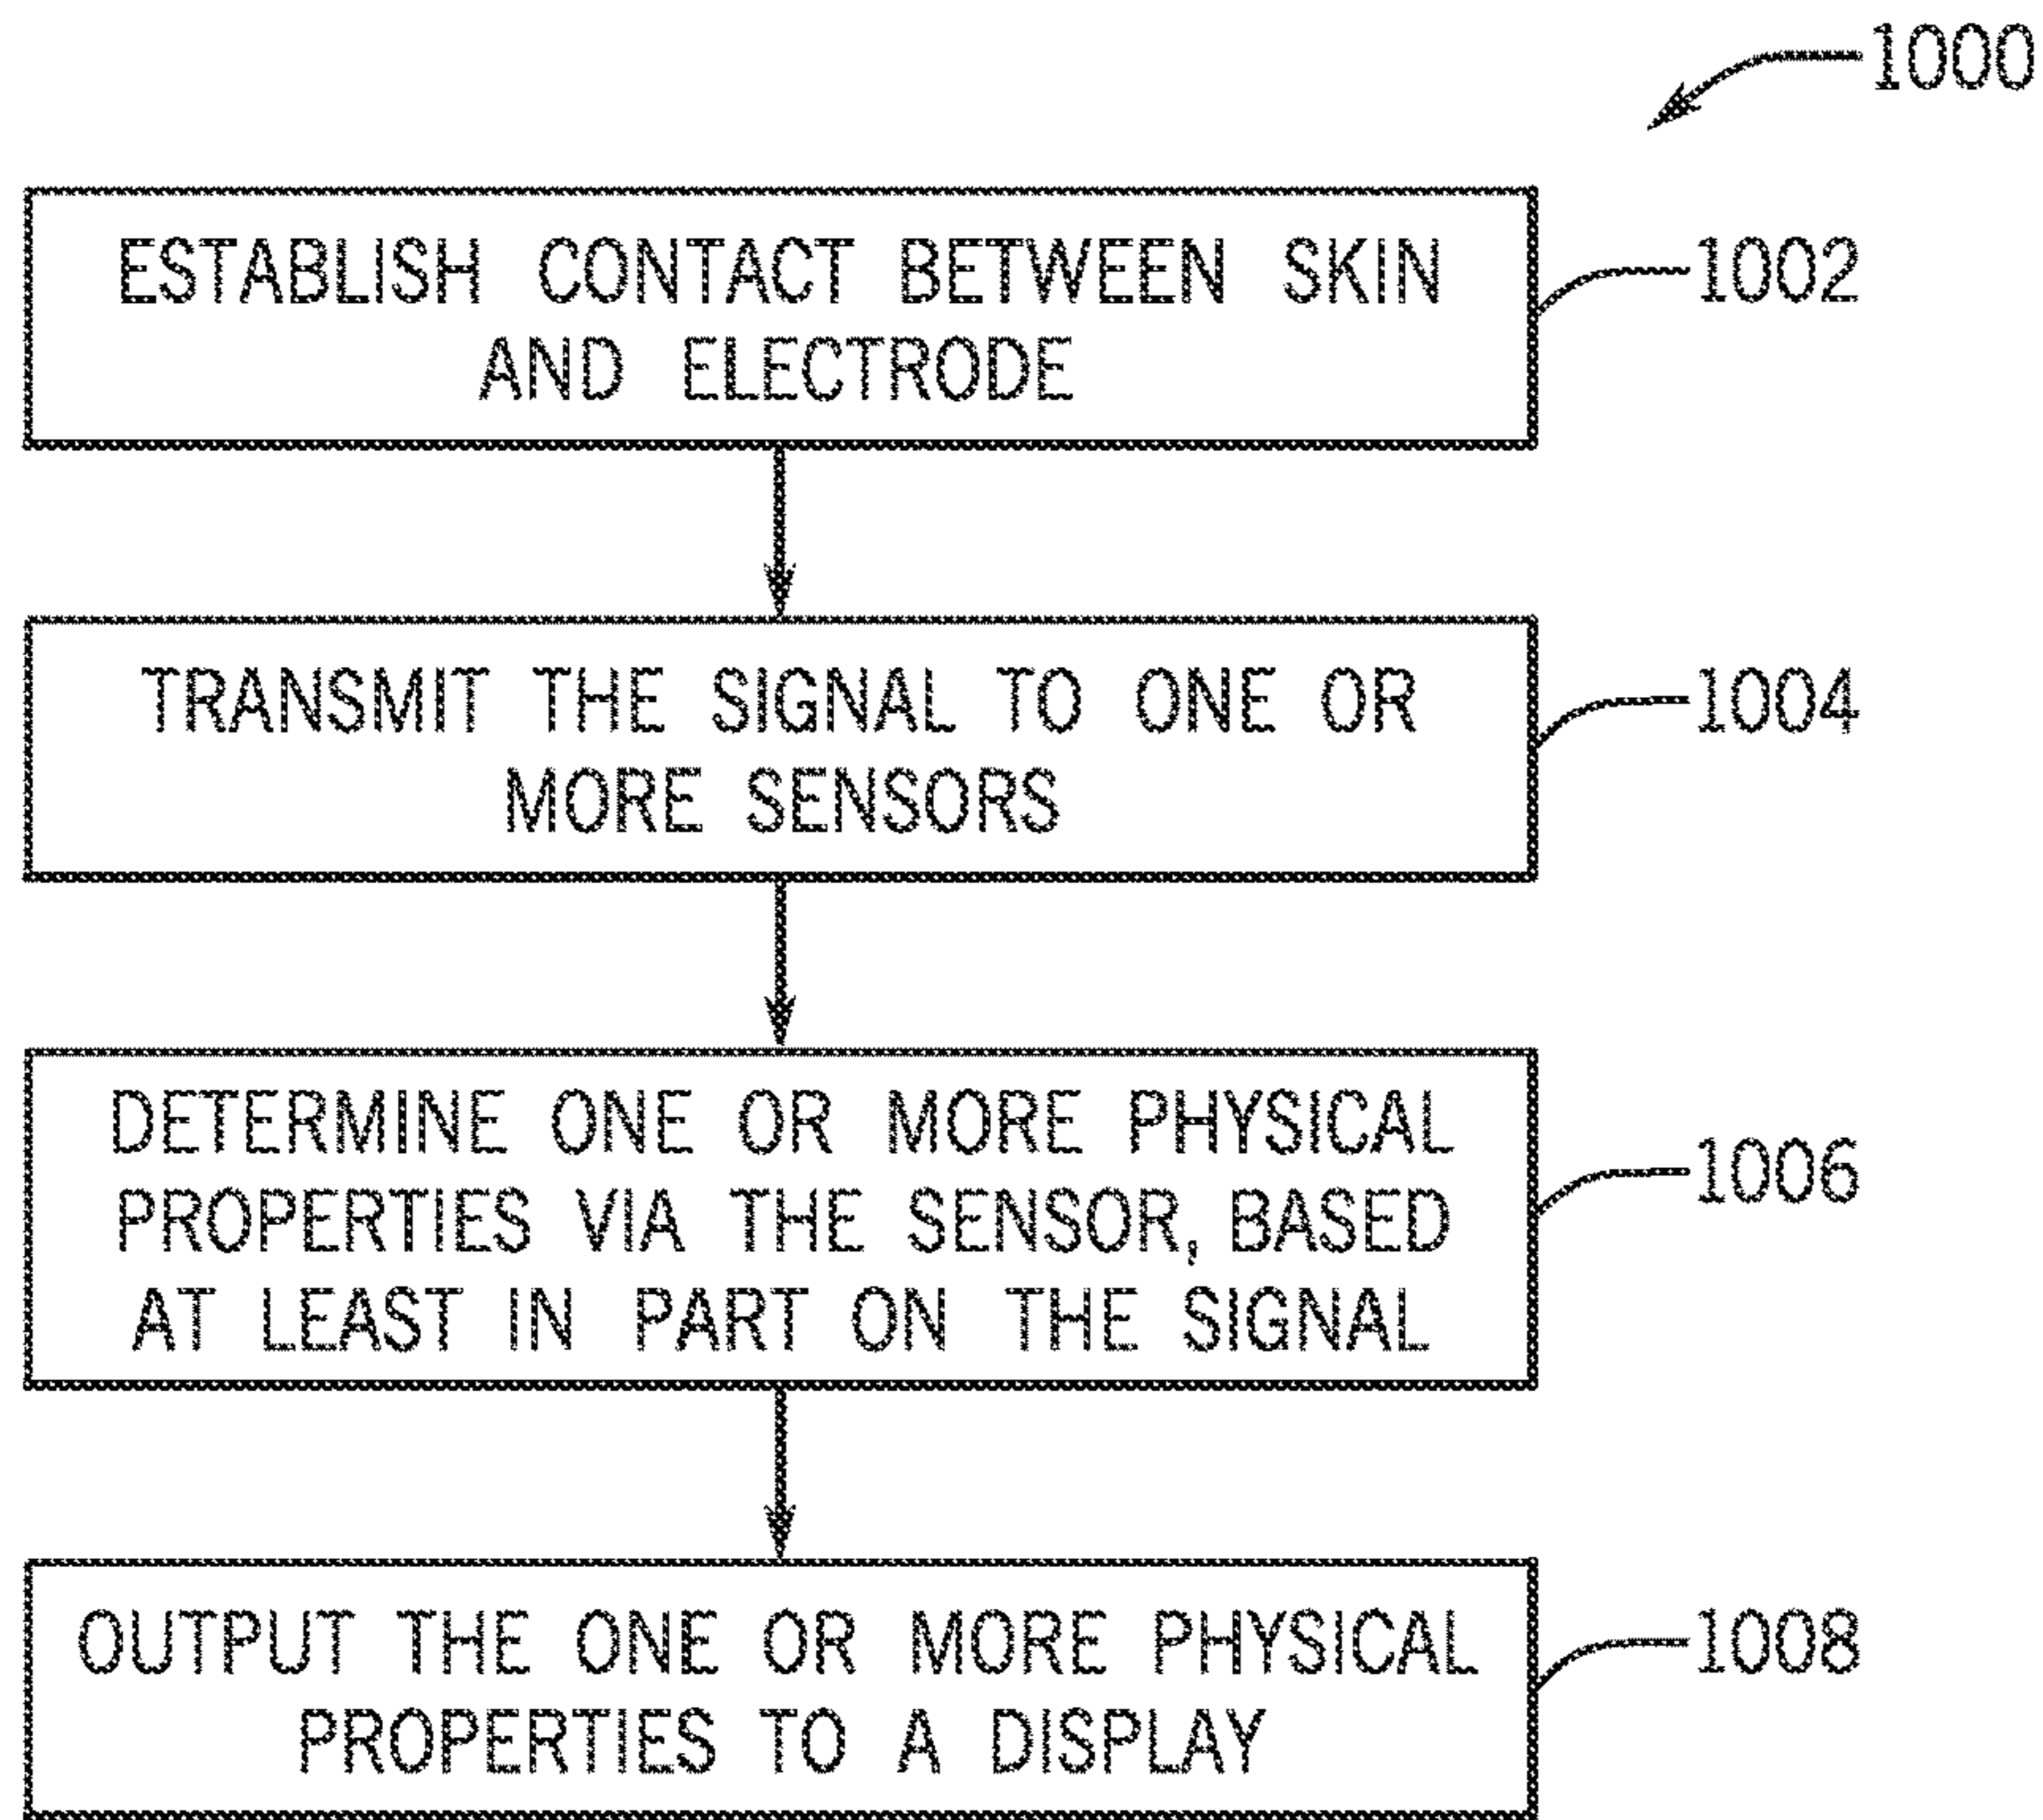 1000
ESTABLISH CONTACT BETWEEN SKIN
AND ELECTRODE
1002
TRANSMIT THE SIGNAL TO ONE OR
MORE SENSORS
1004
DETERMINE ONE OR MORE PHYSICAL
PROPERTIES VIA THE SENSOR, BASED
AT LEAST IN PART ON THE SIGNAL
1006
OUTPUT THE ONE OR MORE PHYSICAL
PROPERTIES TO A DISPLAY
1008